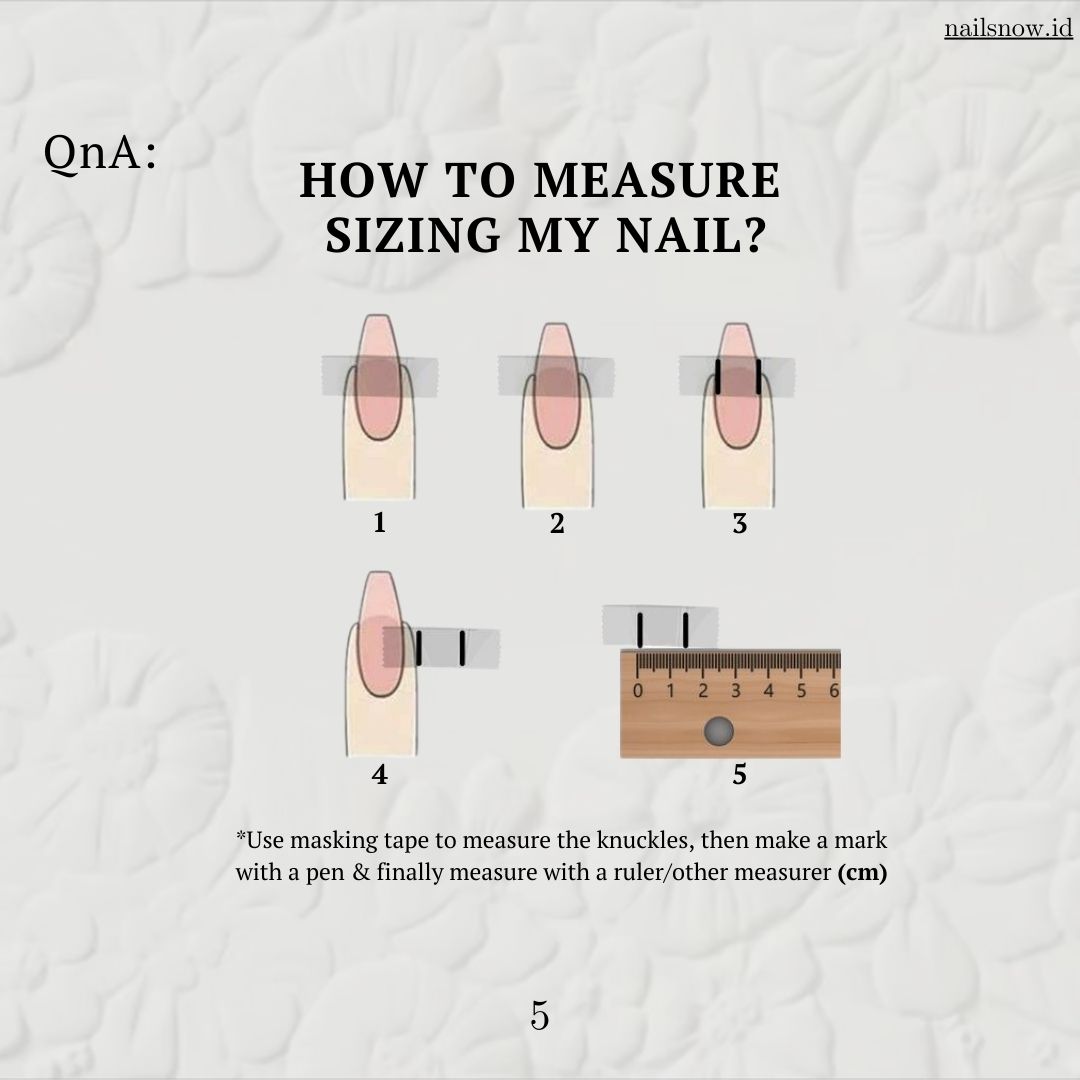 nailsnow.id
QnA:
HOW TO MEASURE
SIZING MY NAIL?
1
2
3
4
0 1 2 3 4 5 6
5
*Use masking tape to measure the knuckles, then make a mark
with a pen & finally measure with a ruler/other measurer (cm)
5